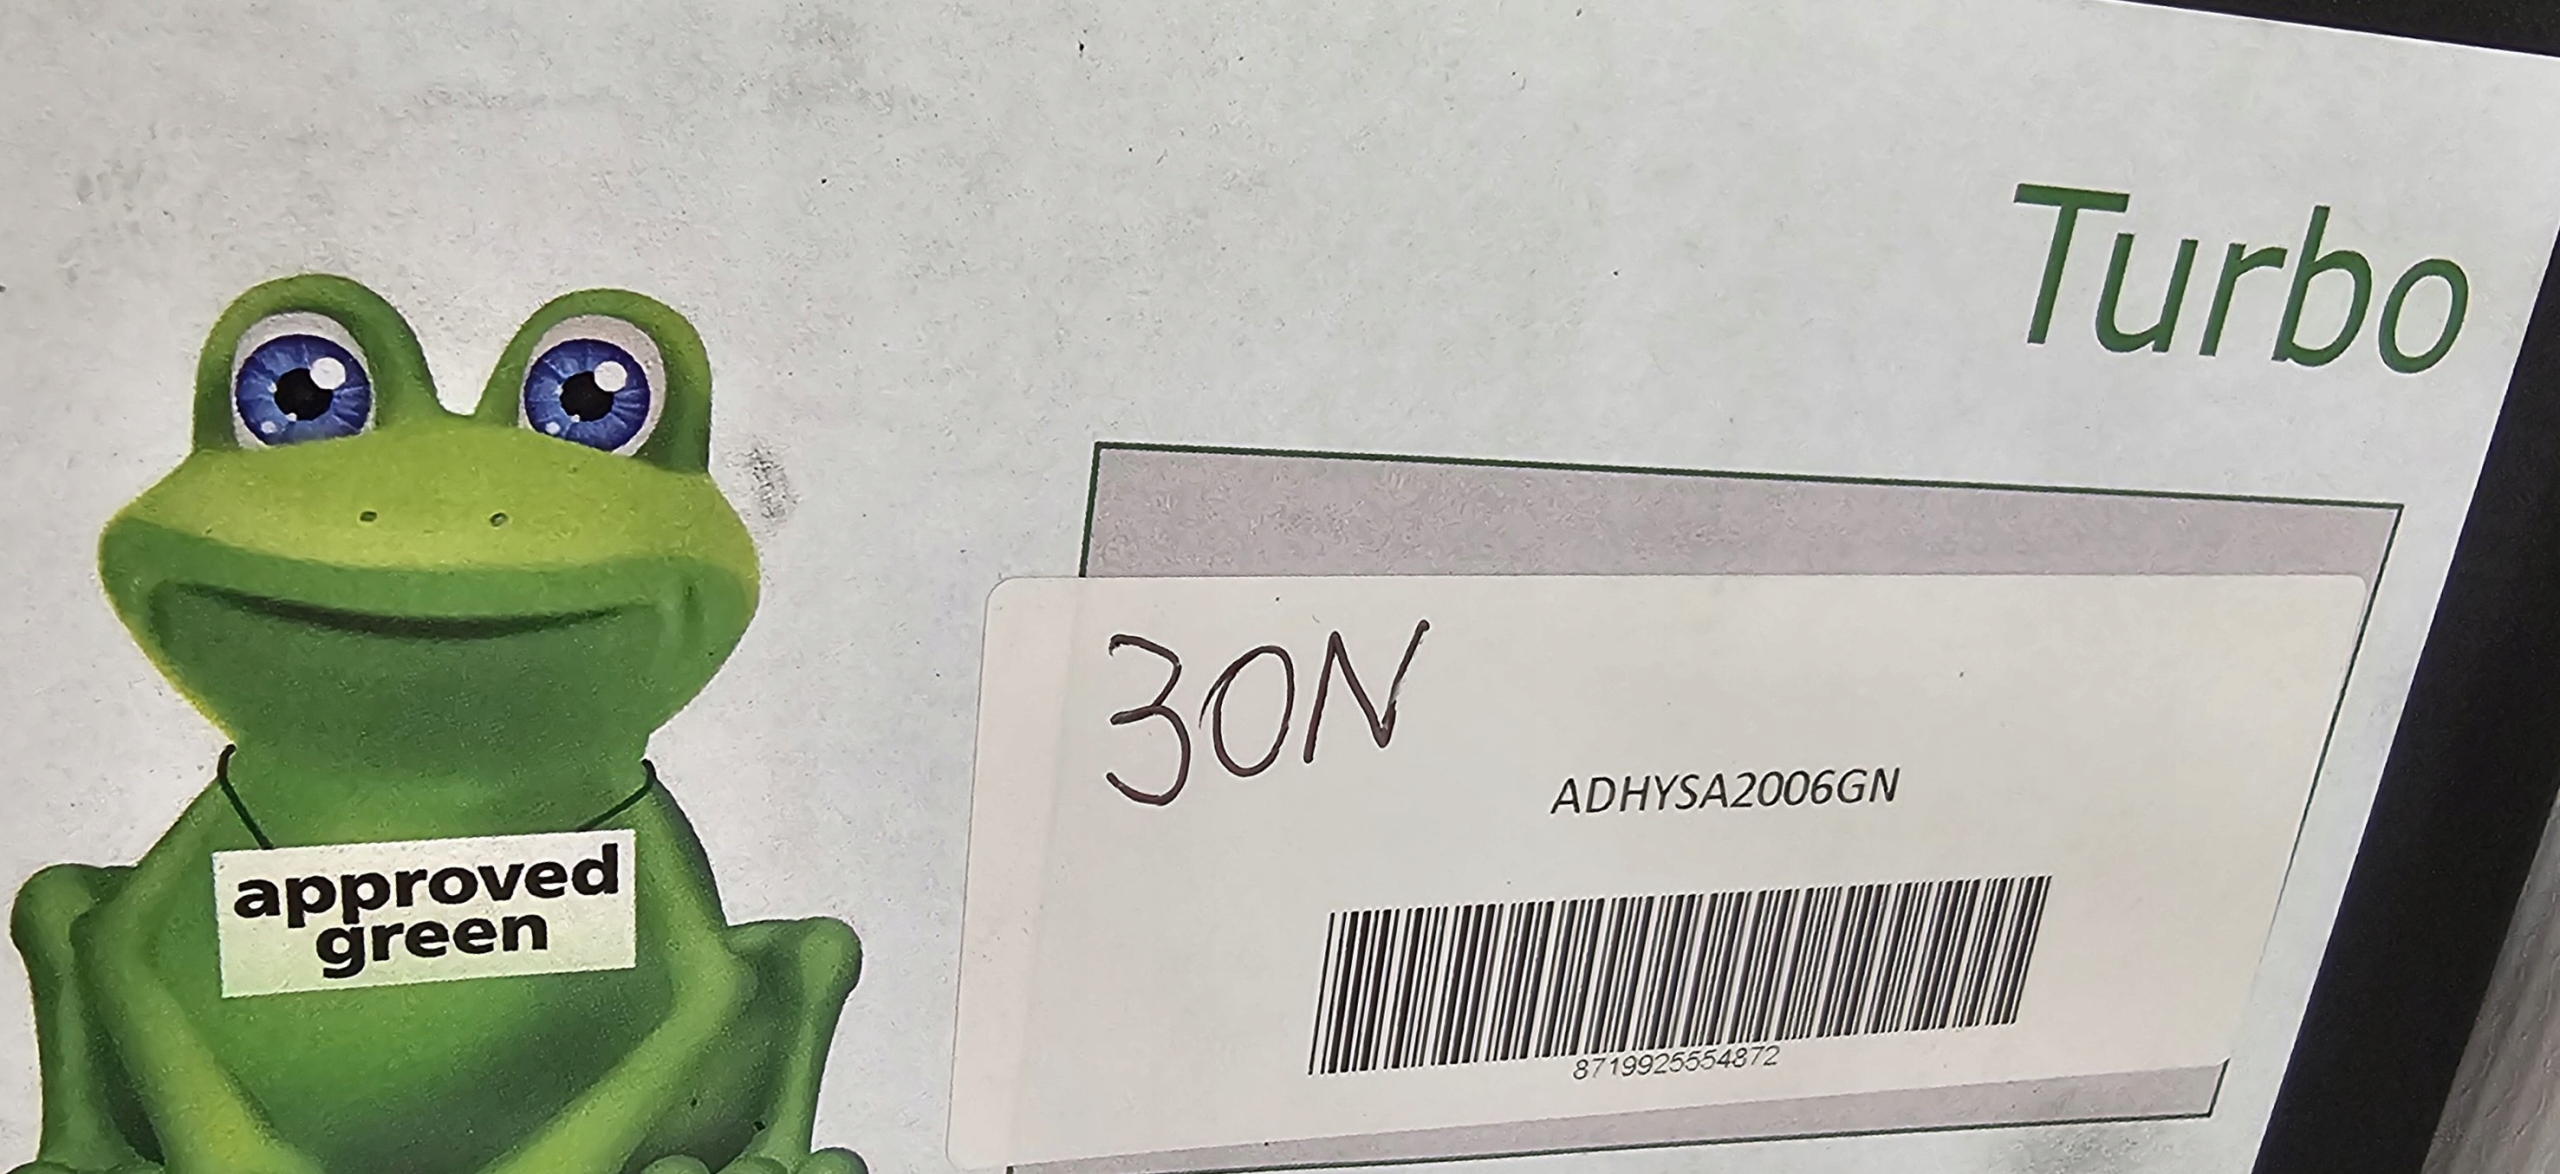 Turbo
30N
ADHYSA2006GN
8719925554872
approved
green